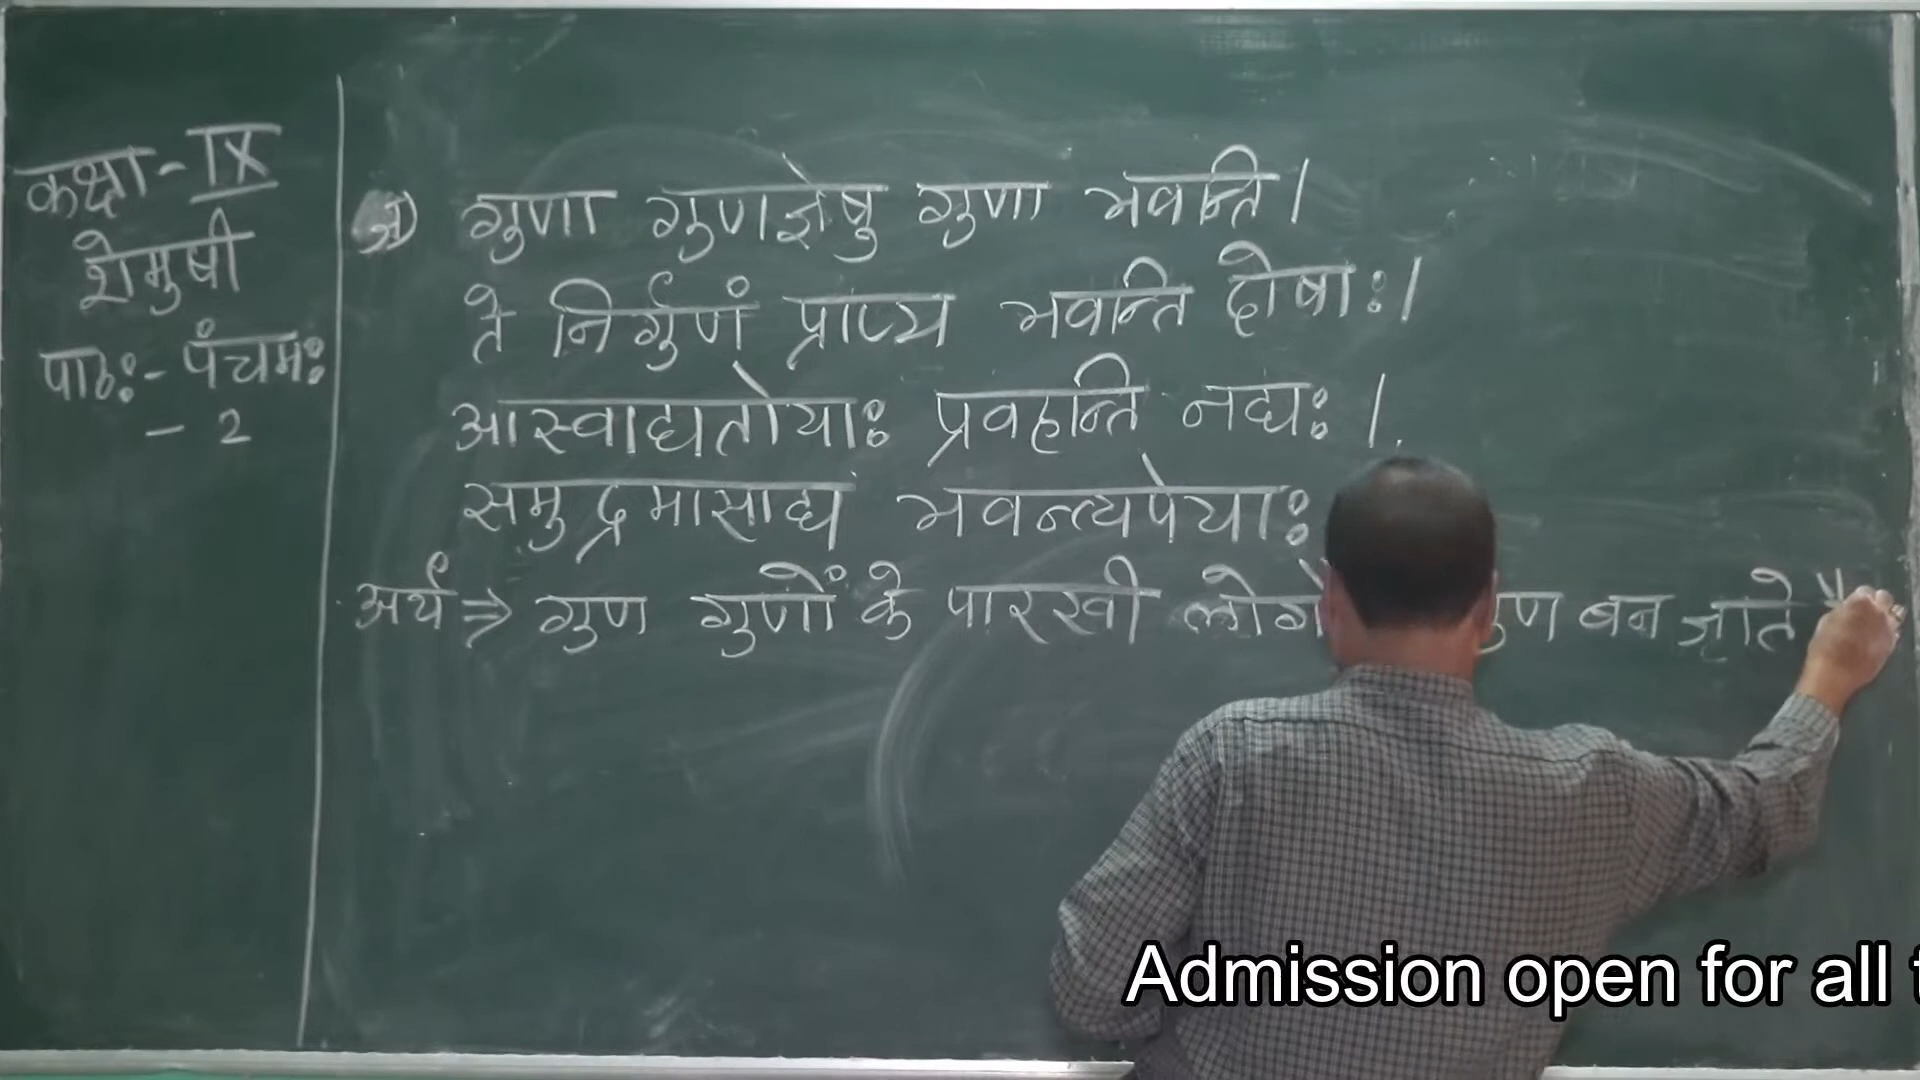 कक्षा - IX
शेमुषी
पाठः - पंचमः
- 2
गुणा गुणज्ञेषु गुणा भवन्ति।
ते निर्गुणं प्राप्य भवन्ति दोषाः।
आस्वाद्यतोयाः प्रवहन्ति नद्यः।
समुद्रमासाद्य भवन्त्यपेयाः
अर्थ ⇒ गुण गुणों के पारखी बन जाते
Admission open for all